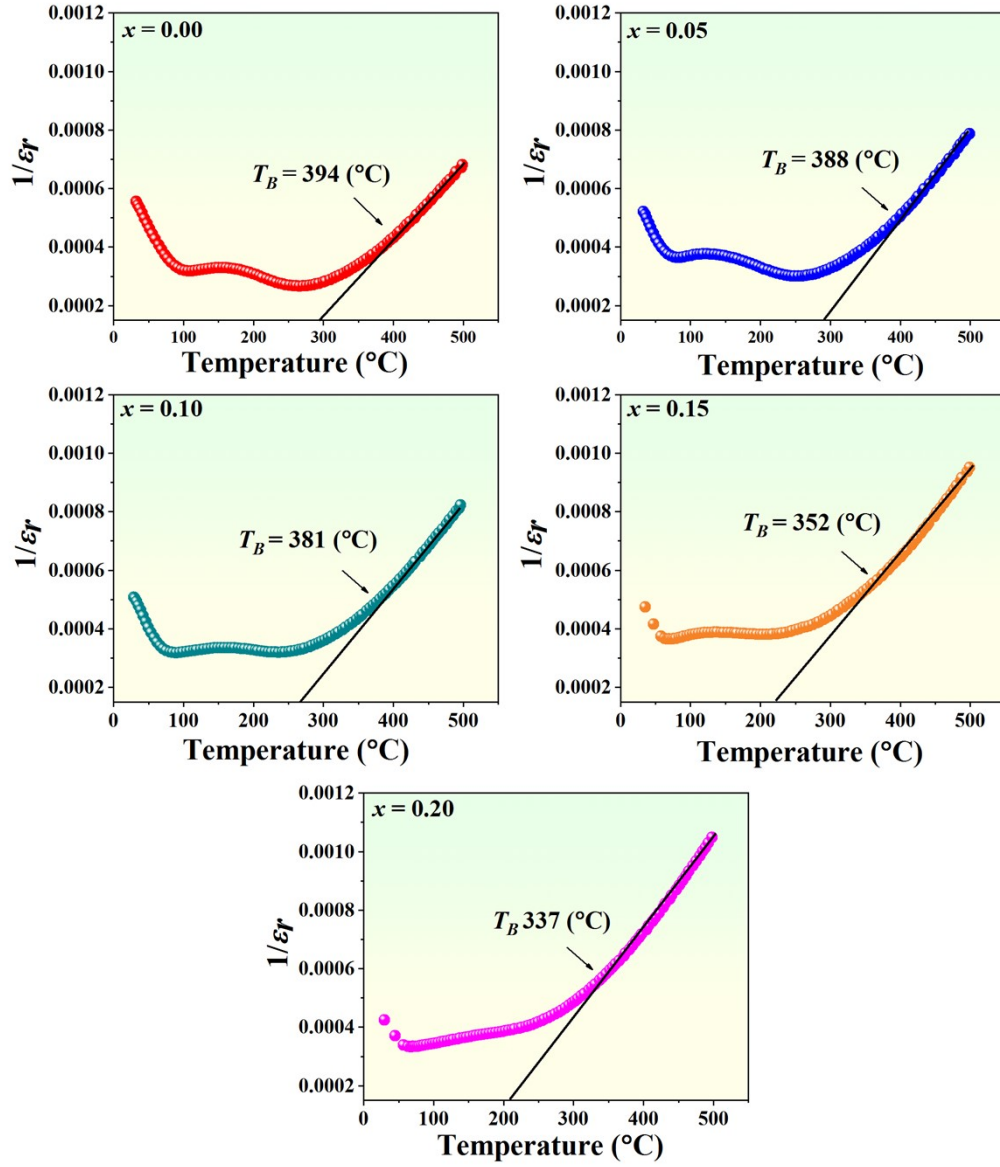 x = 0.00
0.0012
0.0010
0.0008
0.0006
0.0004
0.0002
1/εr
T_B = 394 (°C)
0 100 200 300 400 500
Temperature (°C)
x = 0.05
0.0012
0.0010
0.0008
0.0006
0.0004
0.0002
1/εr
T_B = 388 (°C)
0 100 200 300 400 500
Temperature (°C)
x = 0.10
0.0012
0.0010
0.0008
0.0006
0.0004
0.0002
1/εr
T_B = 381 (°C)
0 100 200 300 400 500
Temperature (°C)
x = 0.15
0.0012
0.0010
0.0008
0.0006
0.0004
0.0002
1/εr
T_B = 352 (°C)
0 100 200 300 400 500
Temperature (°C)
x = 0.20
0.0012
0.0010
0.0008
0.0006
0.0004
0.0002
1/εr
T_B 337 (°C)
0 100 200 300 400 500
Temperature (°C)